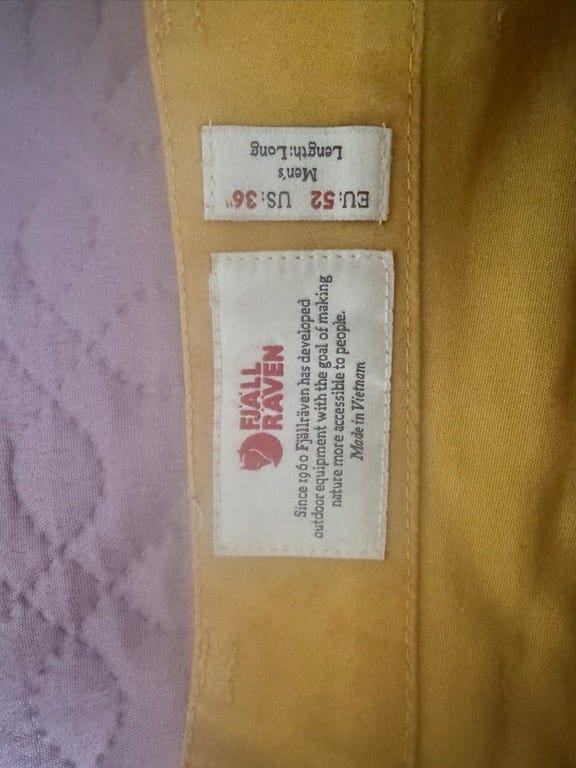 EU:52 US:36"
Men's
Length:Long
FJÄLL
RÄVEN
Since 1960 Fjällräven has developed
outdoor equipment with the goal of making
nature more accessible to people.
Made in Vietnam